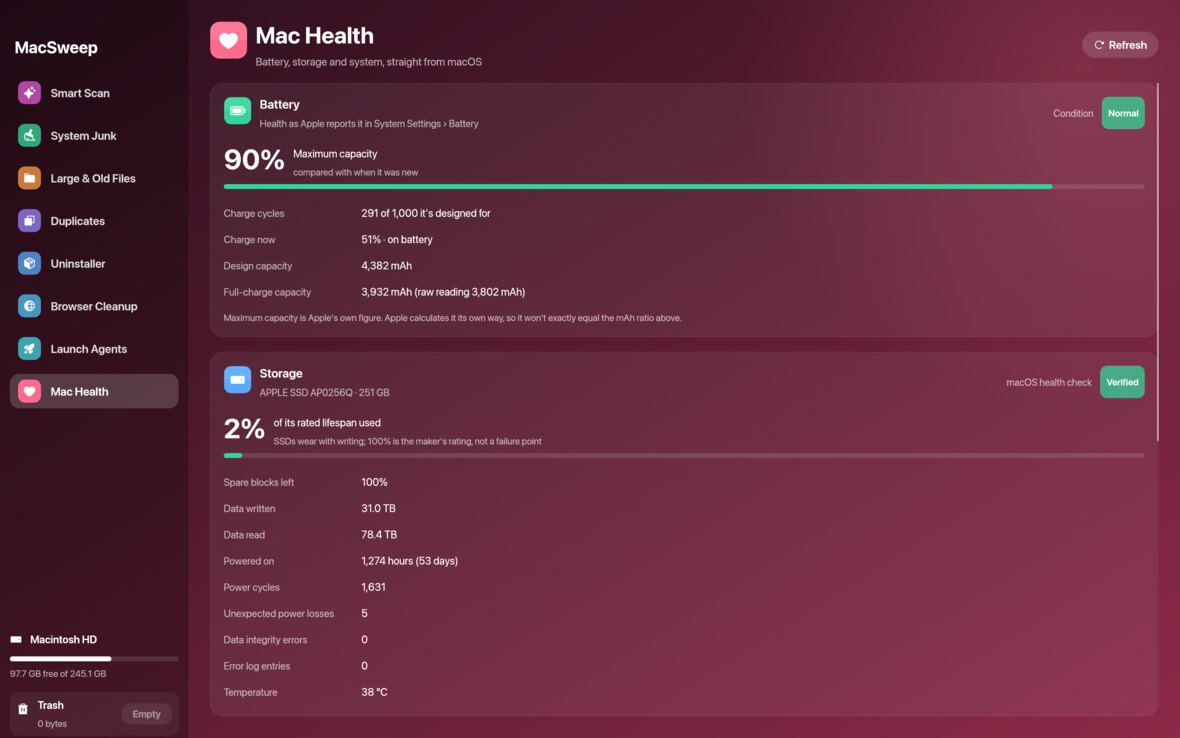 MacSweep
Smart Scan
System Junk
Large & Old Files
Duplicates
Uninstaller
Browser Cleanup
Launch Agents
Mac Health
Macintosh HD
97.7 GB free of 245.1 GB
Trash
0 bytes
Empty
Mac Health
Battery, storage and system, straight from macOS
Refresh
Battery
Health as Apple reports it in System Settings › Battery
Condition
Normal
90%
Maximum capacity
compared with when it was new
Charge cycles 291 of 1,000 it's designed for
Charge now 51% · on battery
Design capacity 4,382 mAh
Full-charge capacity 3,932 mAh (raw reading 3,802 mAh)
Maximum capacity is Apple's own figure. Apple calculates it its own way, so it won't exactly equal the mAh ratio above.
Storage
APPLE SSD AP0256Q · 251 GB
macOS health check
Verified
2%
of its rated lifespan used
SSDs wear with writing; 100% is the maker's rating, not a failure point
Spare blocks left 100%
Data written 31.0 TB
Data read 78.4 TB
Powered on 1,274 hours (53 days)
Power cycles 1,631
Unexpected power losses 5
Data integrity errors 0
Error log entries 0
Temperature 38 °C